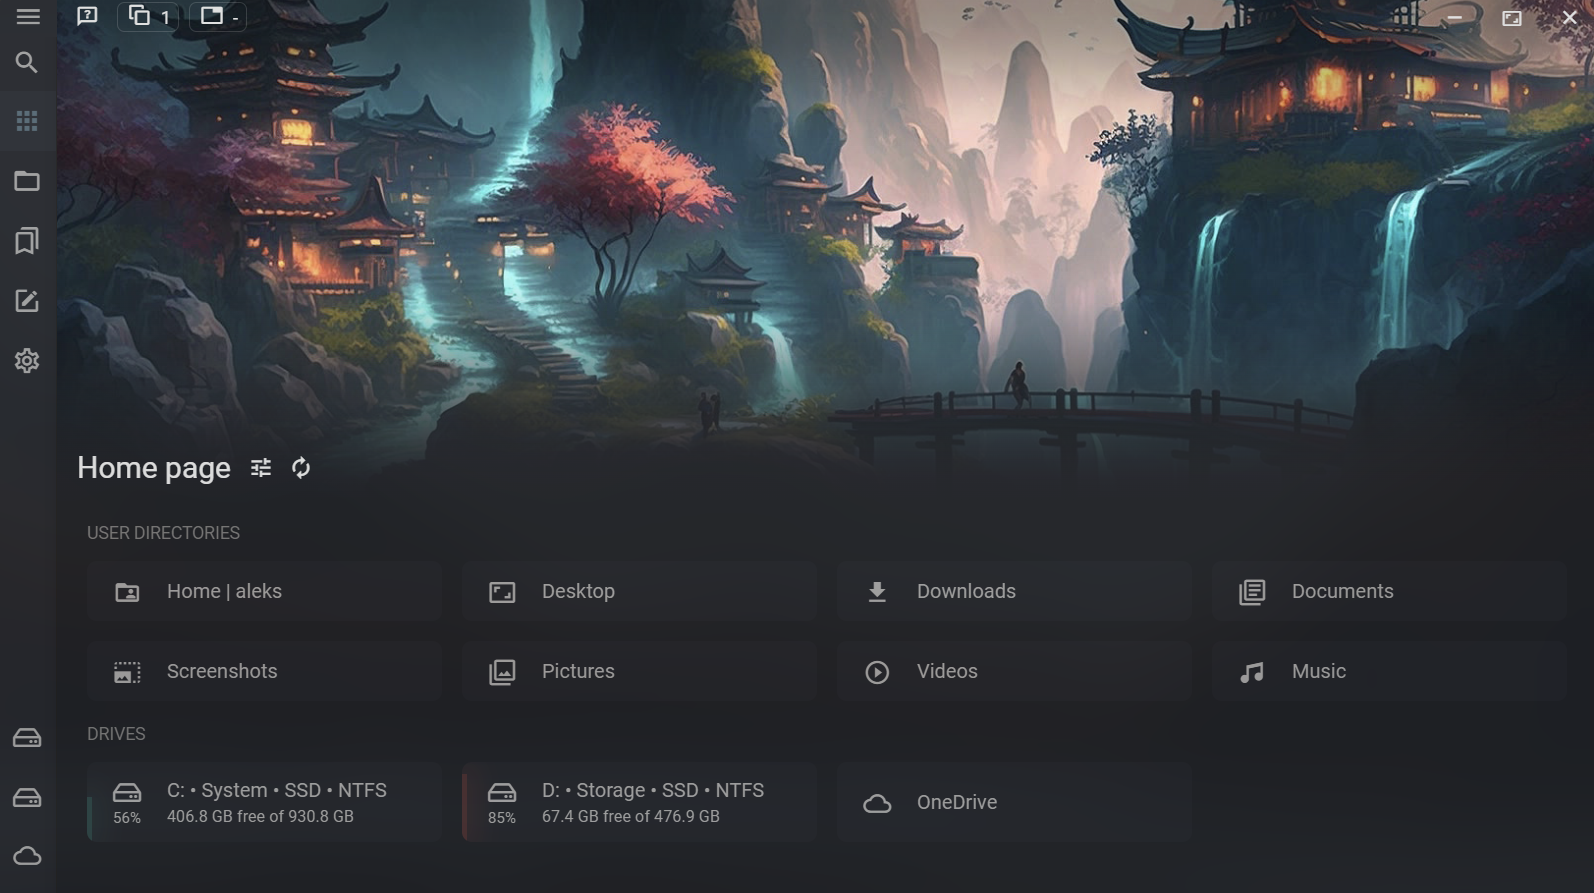 1
-
Home page
USER DIRECTORIES
Home | aleks
Desktop
Downloads
Documents
Screenshots
Pictures
Videos
Music
DRIVES
C: • System • SSD • NTFS
56%
406.8 GB free of 930.8 GB
D: • Storage • SSD • NTFS
85%
67.4 GB free of 476.9 GB
OneDrive